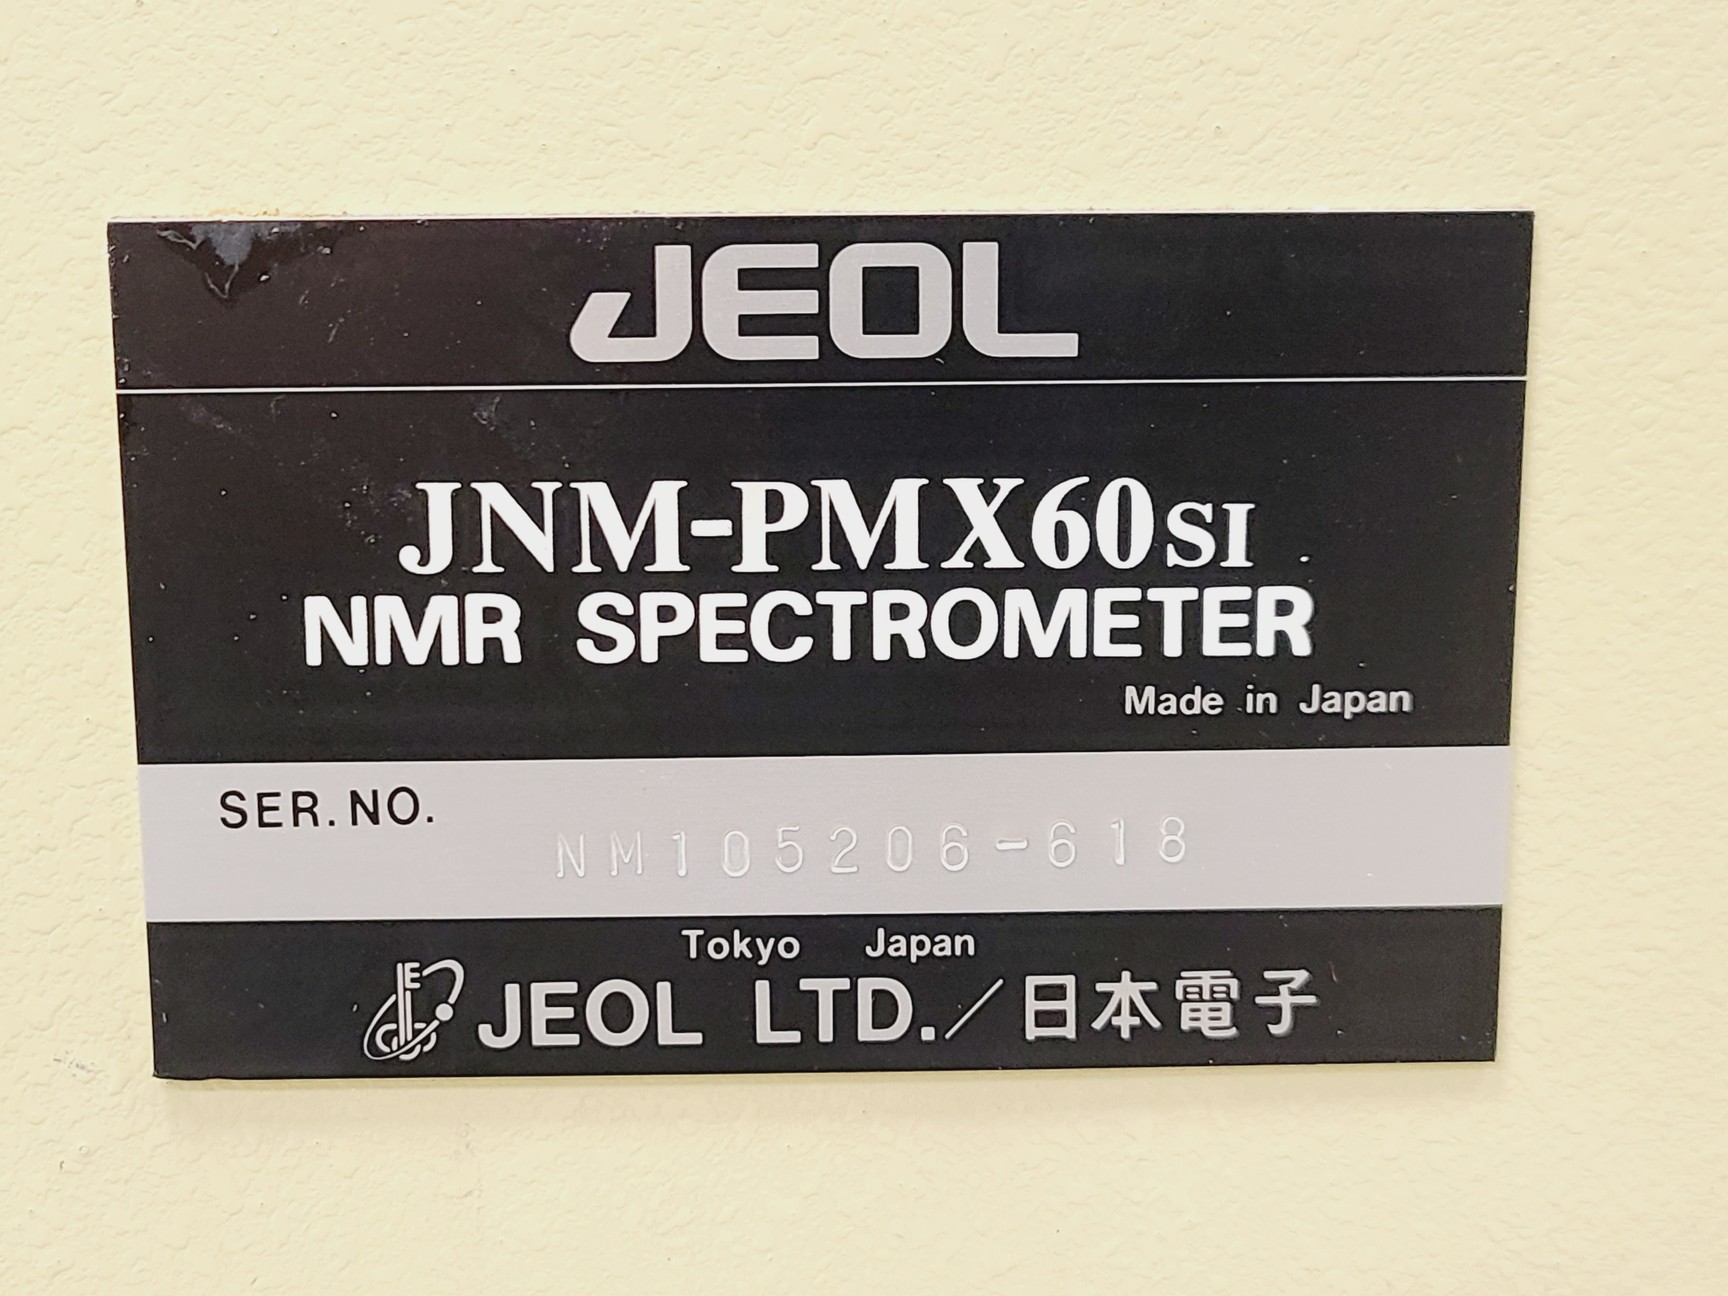 JEOL
JNM-PMX60SI
NMR SPECTROMETER
Made in Japan
SER.NO.
NM105206-618
Tokyo Japan
JEOL LTD./日本電子